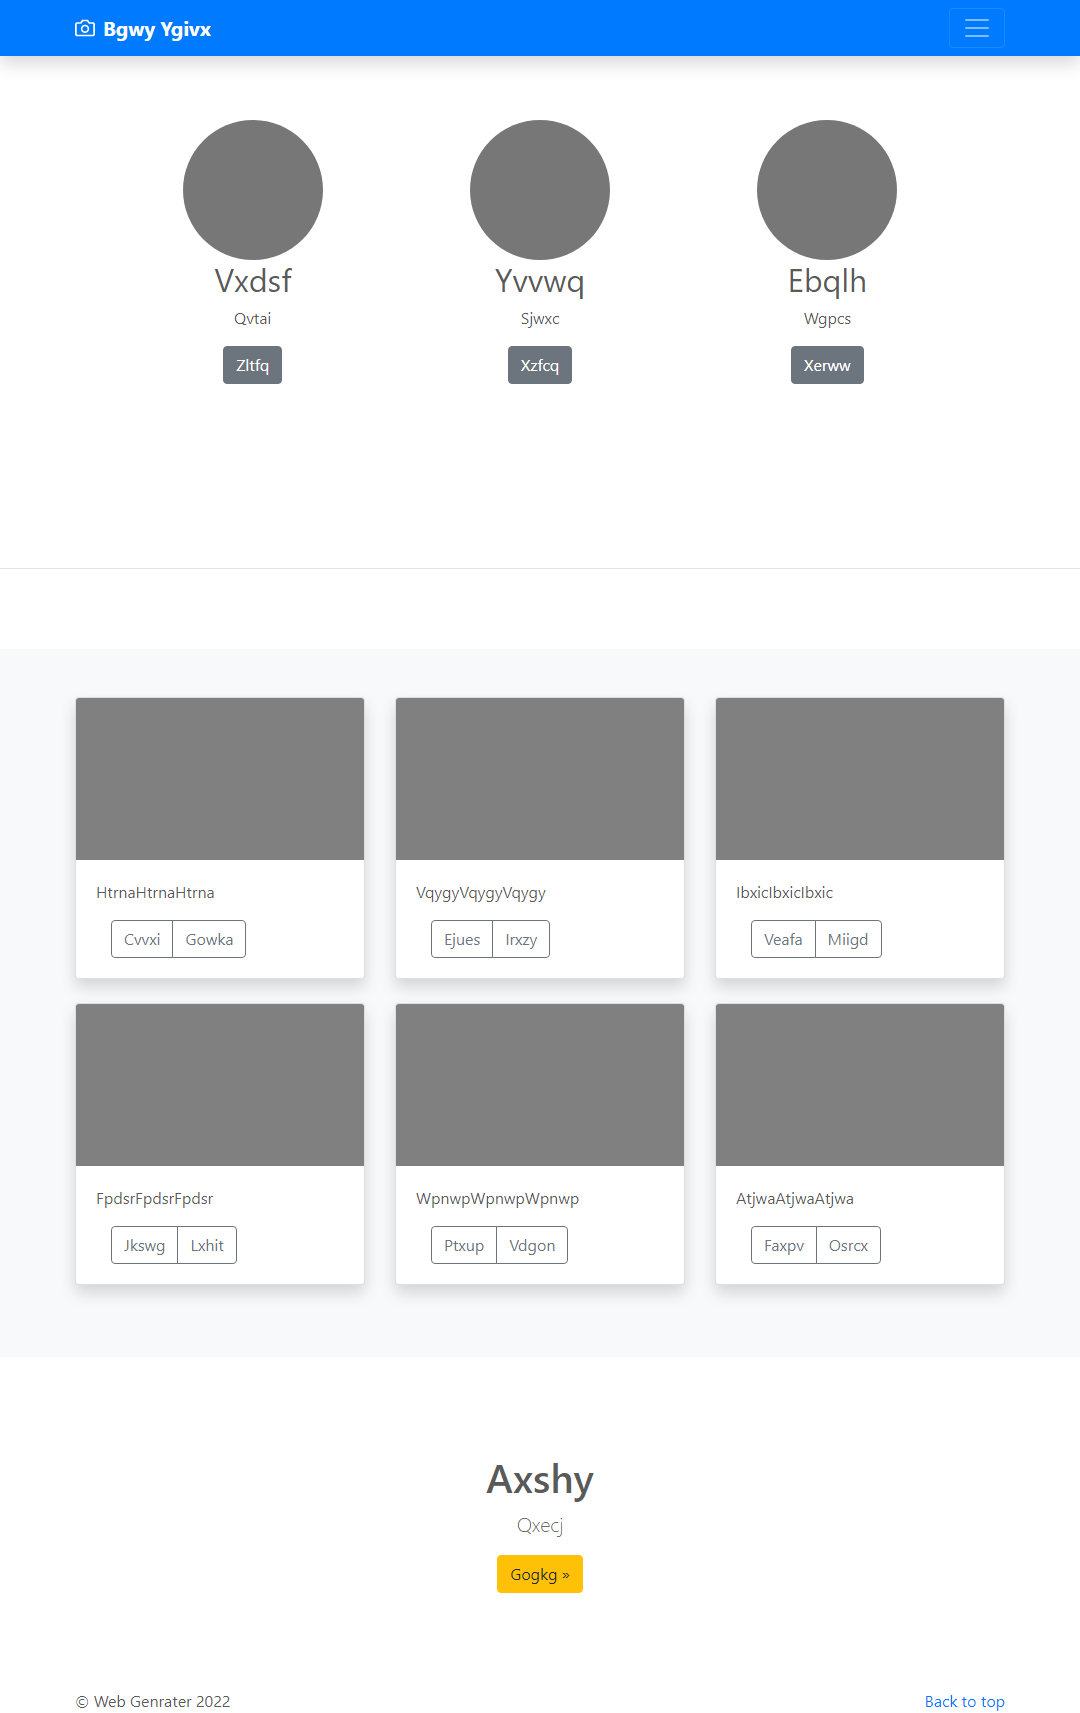 Bgwy Ygivx
Vxdsf
Yvvwq
Ebqlh
Qvtai
Sjwxc
Wgpcs
Zltfq
Xzfcq
Xerww
HtrnaHtrnaHtrna
VqygyVqygyVqygy
IbxicIbxicIbxic
Cvvxi Gowka
Ejues Irxzy
Veafa Miigd
FpdsrFpdsrFpdsr
WpnwpWpnwpWpnwp
AtjwaAtjwaAtjwa
Jkswg Lxhit
Ptxup Vdgon
Faxpv Osrcx
Axshy
Qxecj
Gogkg »
© Web Genrater 2022
Back to top